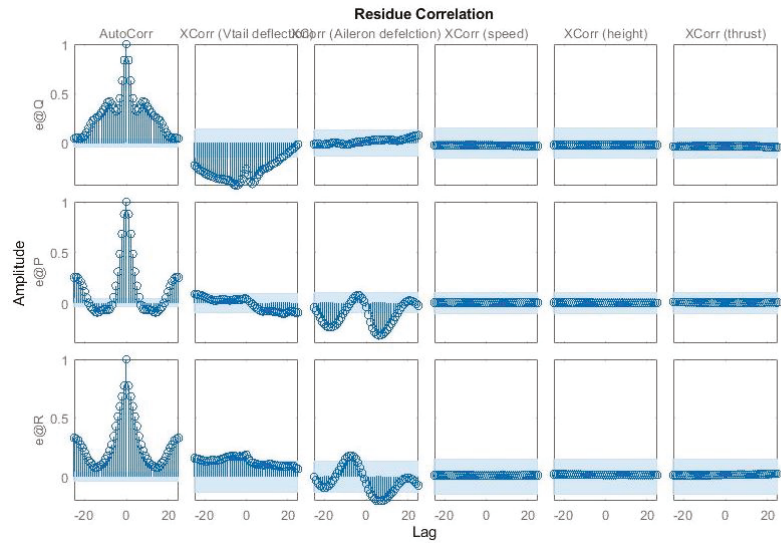 Residue Correlation
AutoCorr XCorr (Vtail deflection) XCorr (Aileron defelction) XCorr (speed) XCorr (height) XCorr (thrust)
1
0.5
0
e@Q
1
0.5
0
e@P
Amplitude
1
0.5
0
e@R
-20 0 20 -20 0 20 -20 0 20 -20 0 20 -20 0 20 -20 0 20
Lag